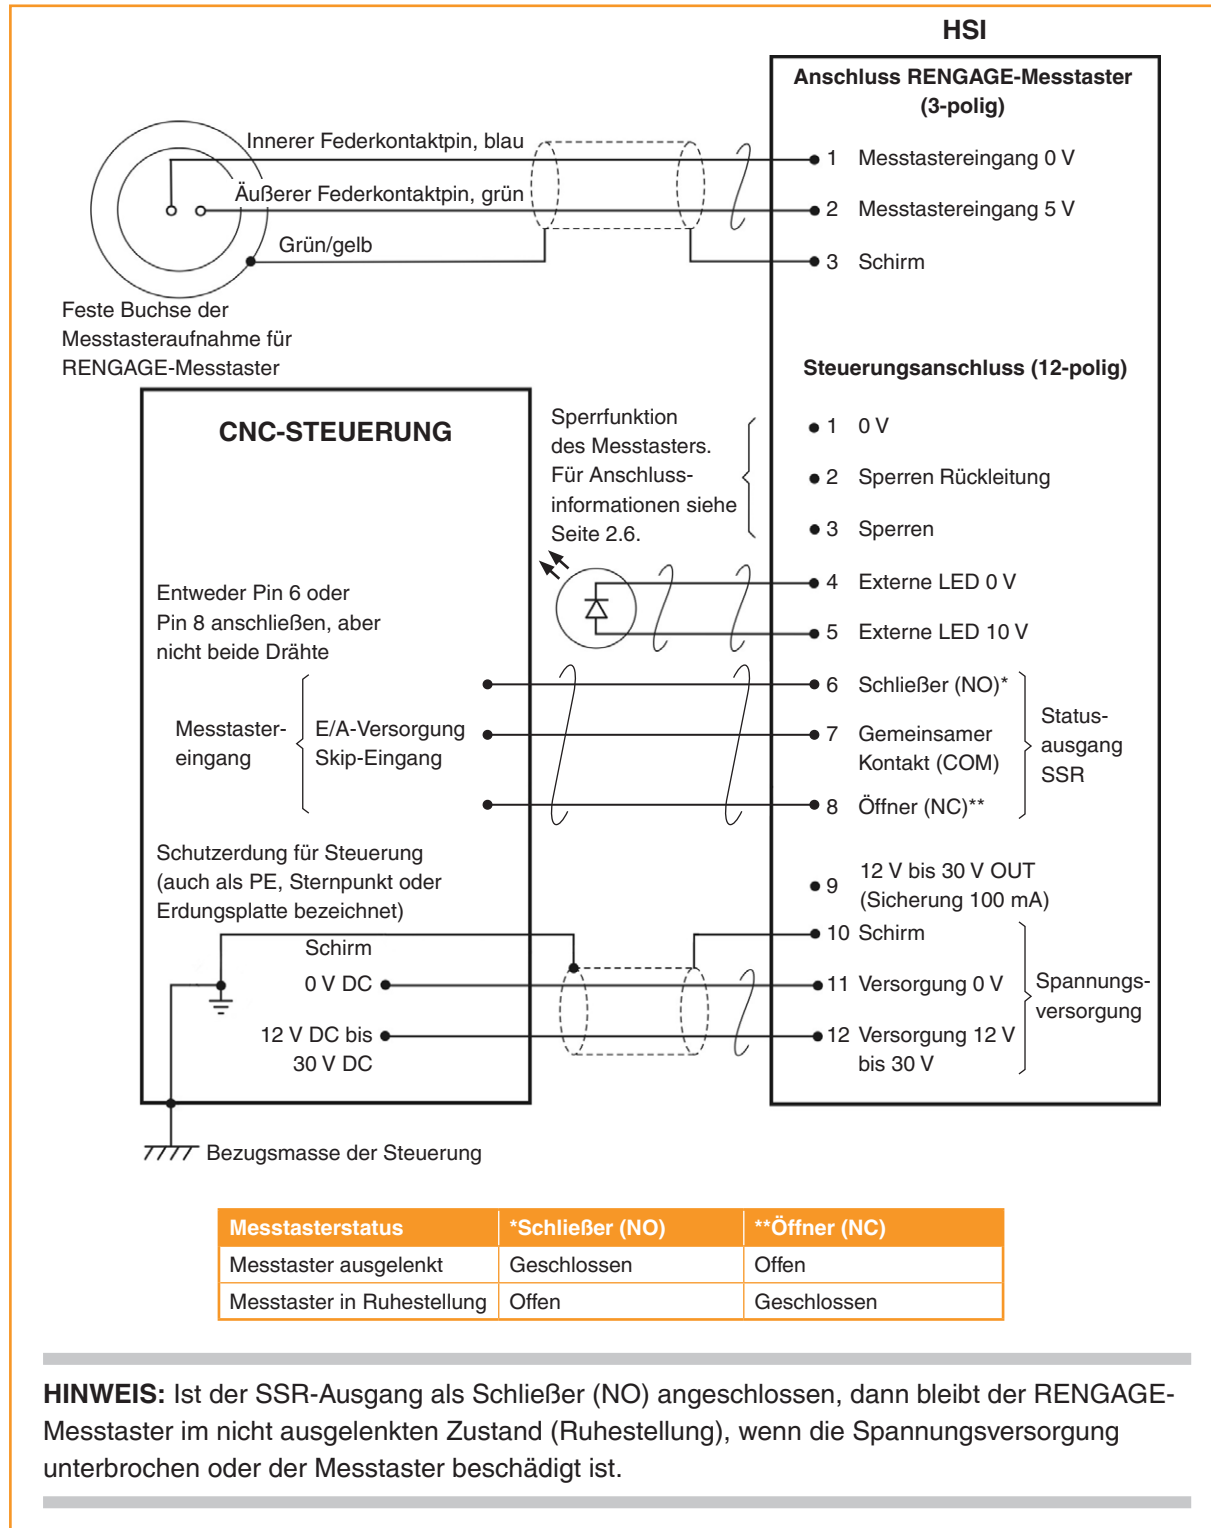 HSI
Anschluss RENGAGE-Messtaster
(3-polig)
Innerer Federkontaktpin, blau
1 Messtastereingang 0 V
Äußerer Federkontaktpin, grün
2 Messtastereingang 5 V
Grün/gelb
3 Schirm
Feste Buchse der
Messtasteraufnahme für
RENGAGE-Messtaster
Steuerungsanschluss (12-polig)
CNC-STEUERUNG
Sperrfunktion
des Messtasters.
Für Anschluss-
informationen siehe
Seite 2.6.
1 0 V
2 Sperren Rückleitung
3 Sperren
4 Externe LED 0 V
5 Externe LED 10 V
Entweder Pin 6 oder
Pin 8 anschließen, aber
nicht beide Drähte
Messtaster-
eingang
E/A-Versorgung
Skip-Eingang
6 Schließer (NO)*
7 Gemeinsamer
Kontakt (COM)
8 Öffner (NC)**
Status-
ausgang
SSR
Schutzerdung für Steuerung
(auch als PE, Sternpunkt oder
Erdungsplatte bezeichnet)
9 12 V bis 30 V OUT
(Sicherung 100 mA)
Schirm
10 Schirm
0 V DC
11 Versorgung 0 V
12 V DC bis
30 V DC
12 Versorgung 12 V
bis 30 V
Spannungs-
versorgung
Bezugsmasse der Steuerung
Messtasterstatus *Schließer (NO) **Öffner (NC)
Messtaster ausgelenkt Geschlossen Offen
Messtaster in Ruhestellung Offen Geschlossen
HINWEIS: Ist der SSR-Ausgang als Schließer (NO) angeschlossen, dann bleibt der RENGAGE-
Messtaster im nicht ausgelenkten Zustand (Ruhestellung), wenn die Spannungsversorgung
unterbrochen oder der Messtaster beschädigt ist.